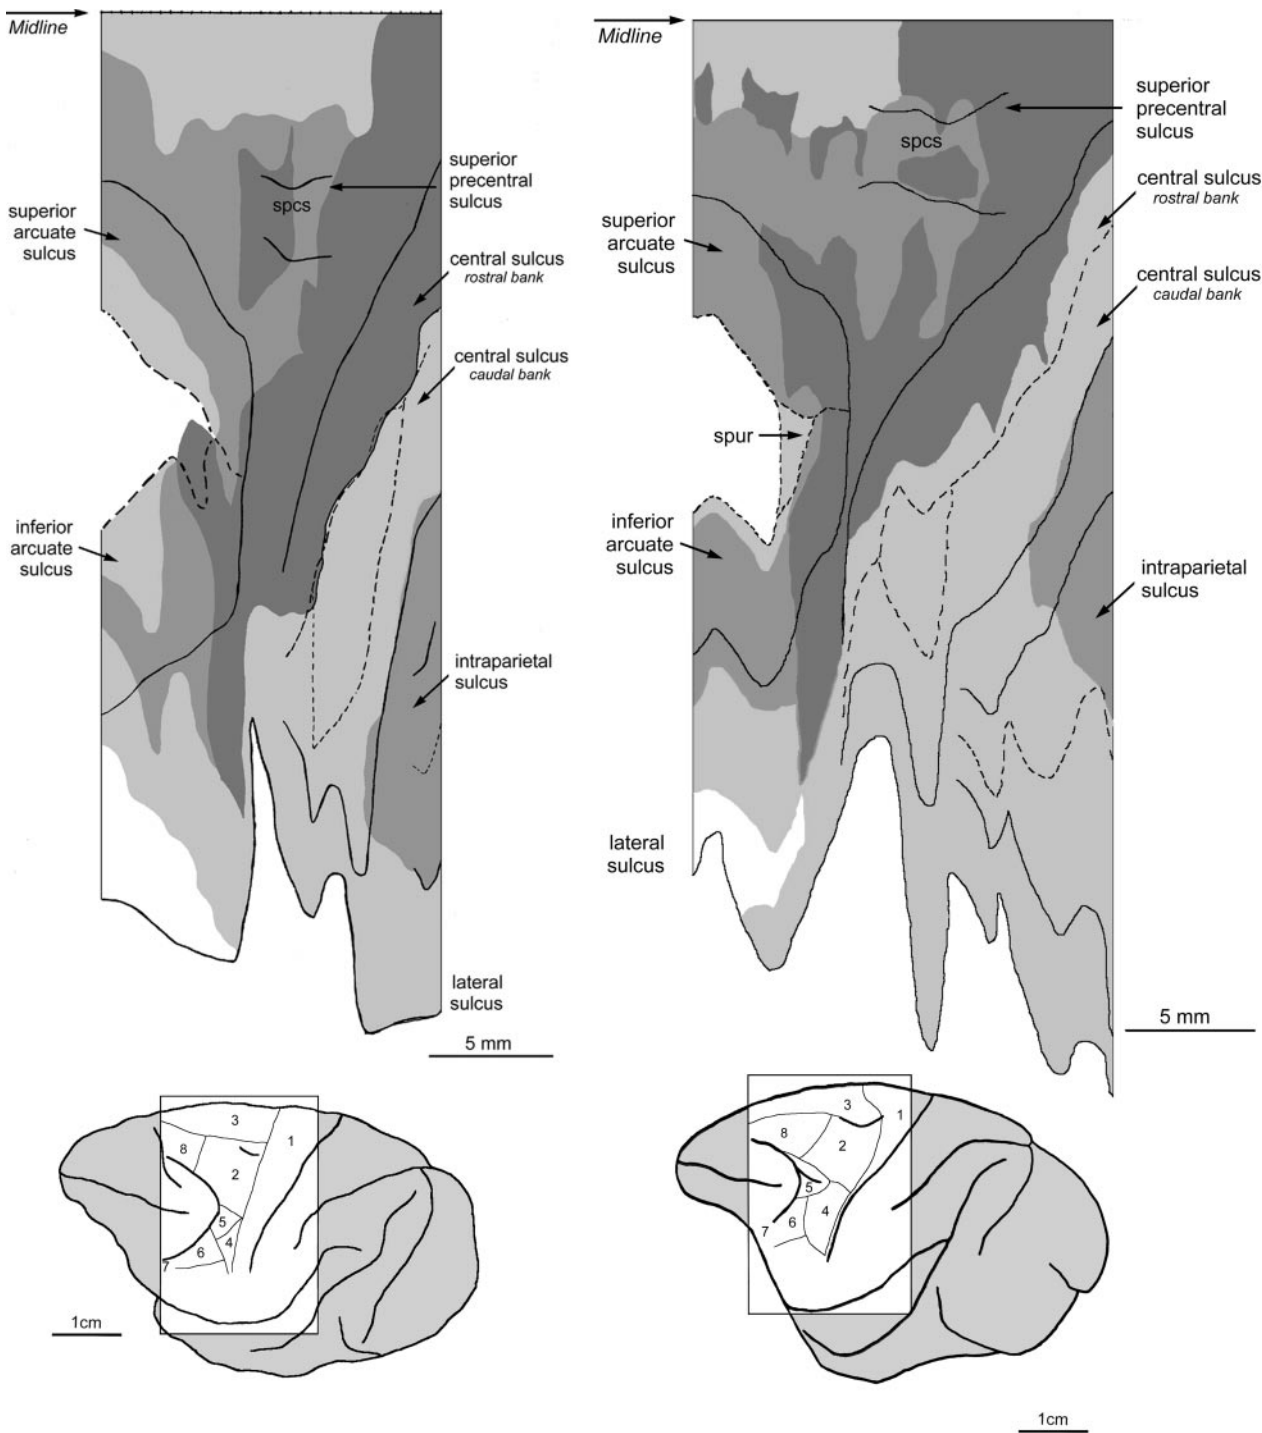 Midline
superior
arcuate
sulcus
spcs
superior
precentral
sulcus
central sulcus
rostral bank
central sulcus
caudal bank
inferior
arcuate
sulcus
intraparietal
sulcus
lateral
sulcus
5 mm
3
1
8
2
5
4
6
7
1cm
Midline
superior
precentral
sulcus
spcs
central sulcus
rostral bank
superior
arcuate
sulcus
central sulcus
caudal bank
spur
inferior
arcuate
sulcus
intraparietal
sulcus
lateral
sulcus
5 mm
3
1
8
2
5
4
6
7
1cm